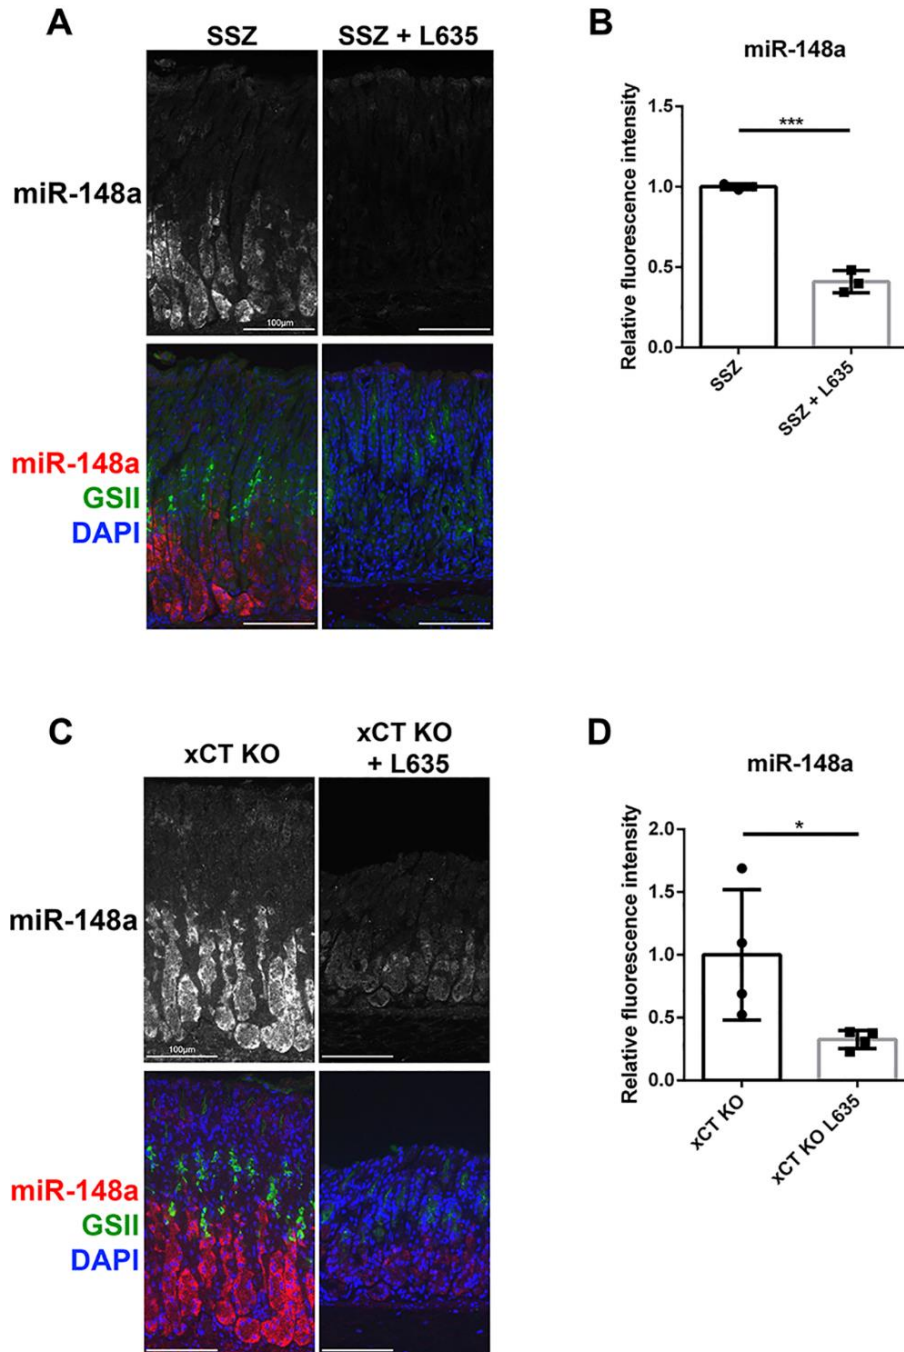 A
SSZ
SSZ + L635
miR-148a
100µm
miR-148a
GSII
DAPI
B
miR-148a
Relative fluorescence intensity
1.5
1.0
0.5
0.0
***
SSZ
SSZ + L635
C
xCT KO
xCT KO
+ L635
miR-148a
100µm
miR-148a
GSII
DAPI
D
miR-148a
Relative fluorescence intensity
2.0
1.5
1.0
0.5
0.0
*
xCT KO
xCT KO L635